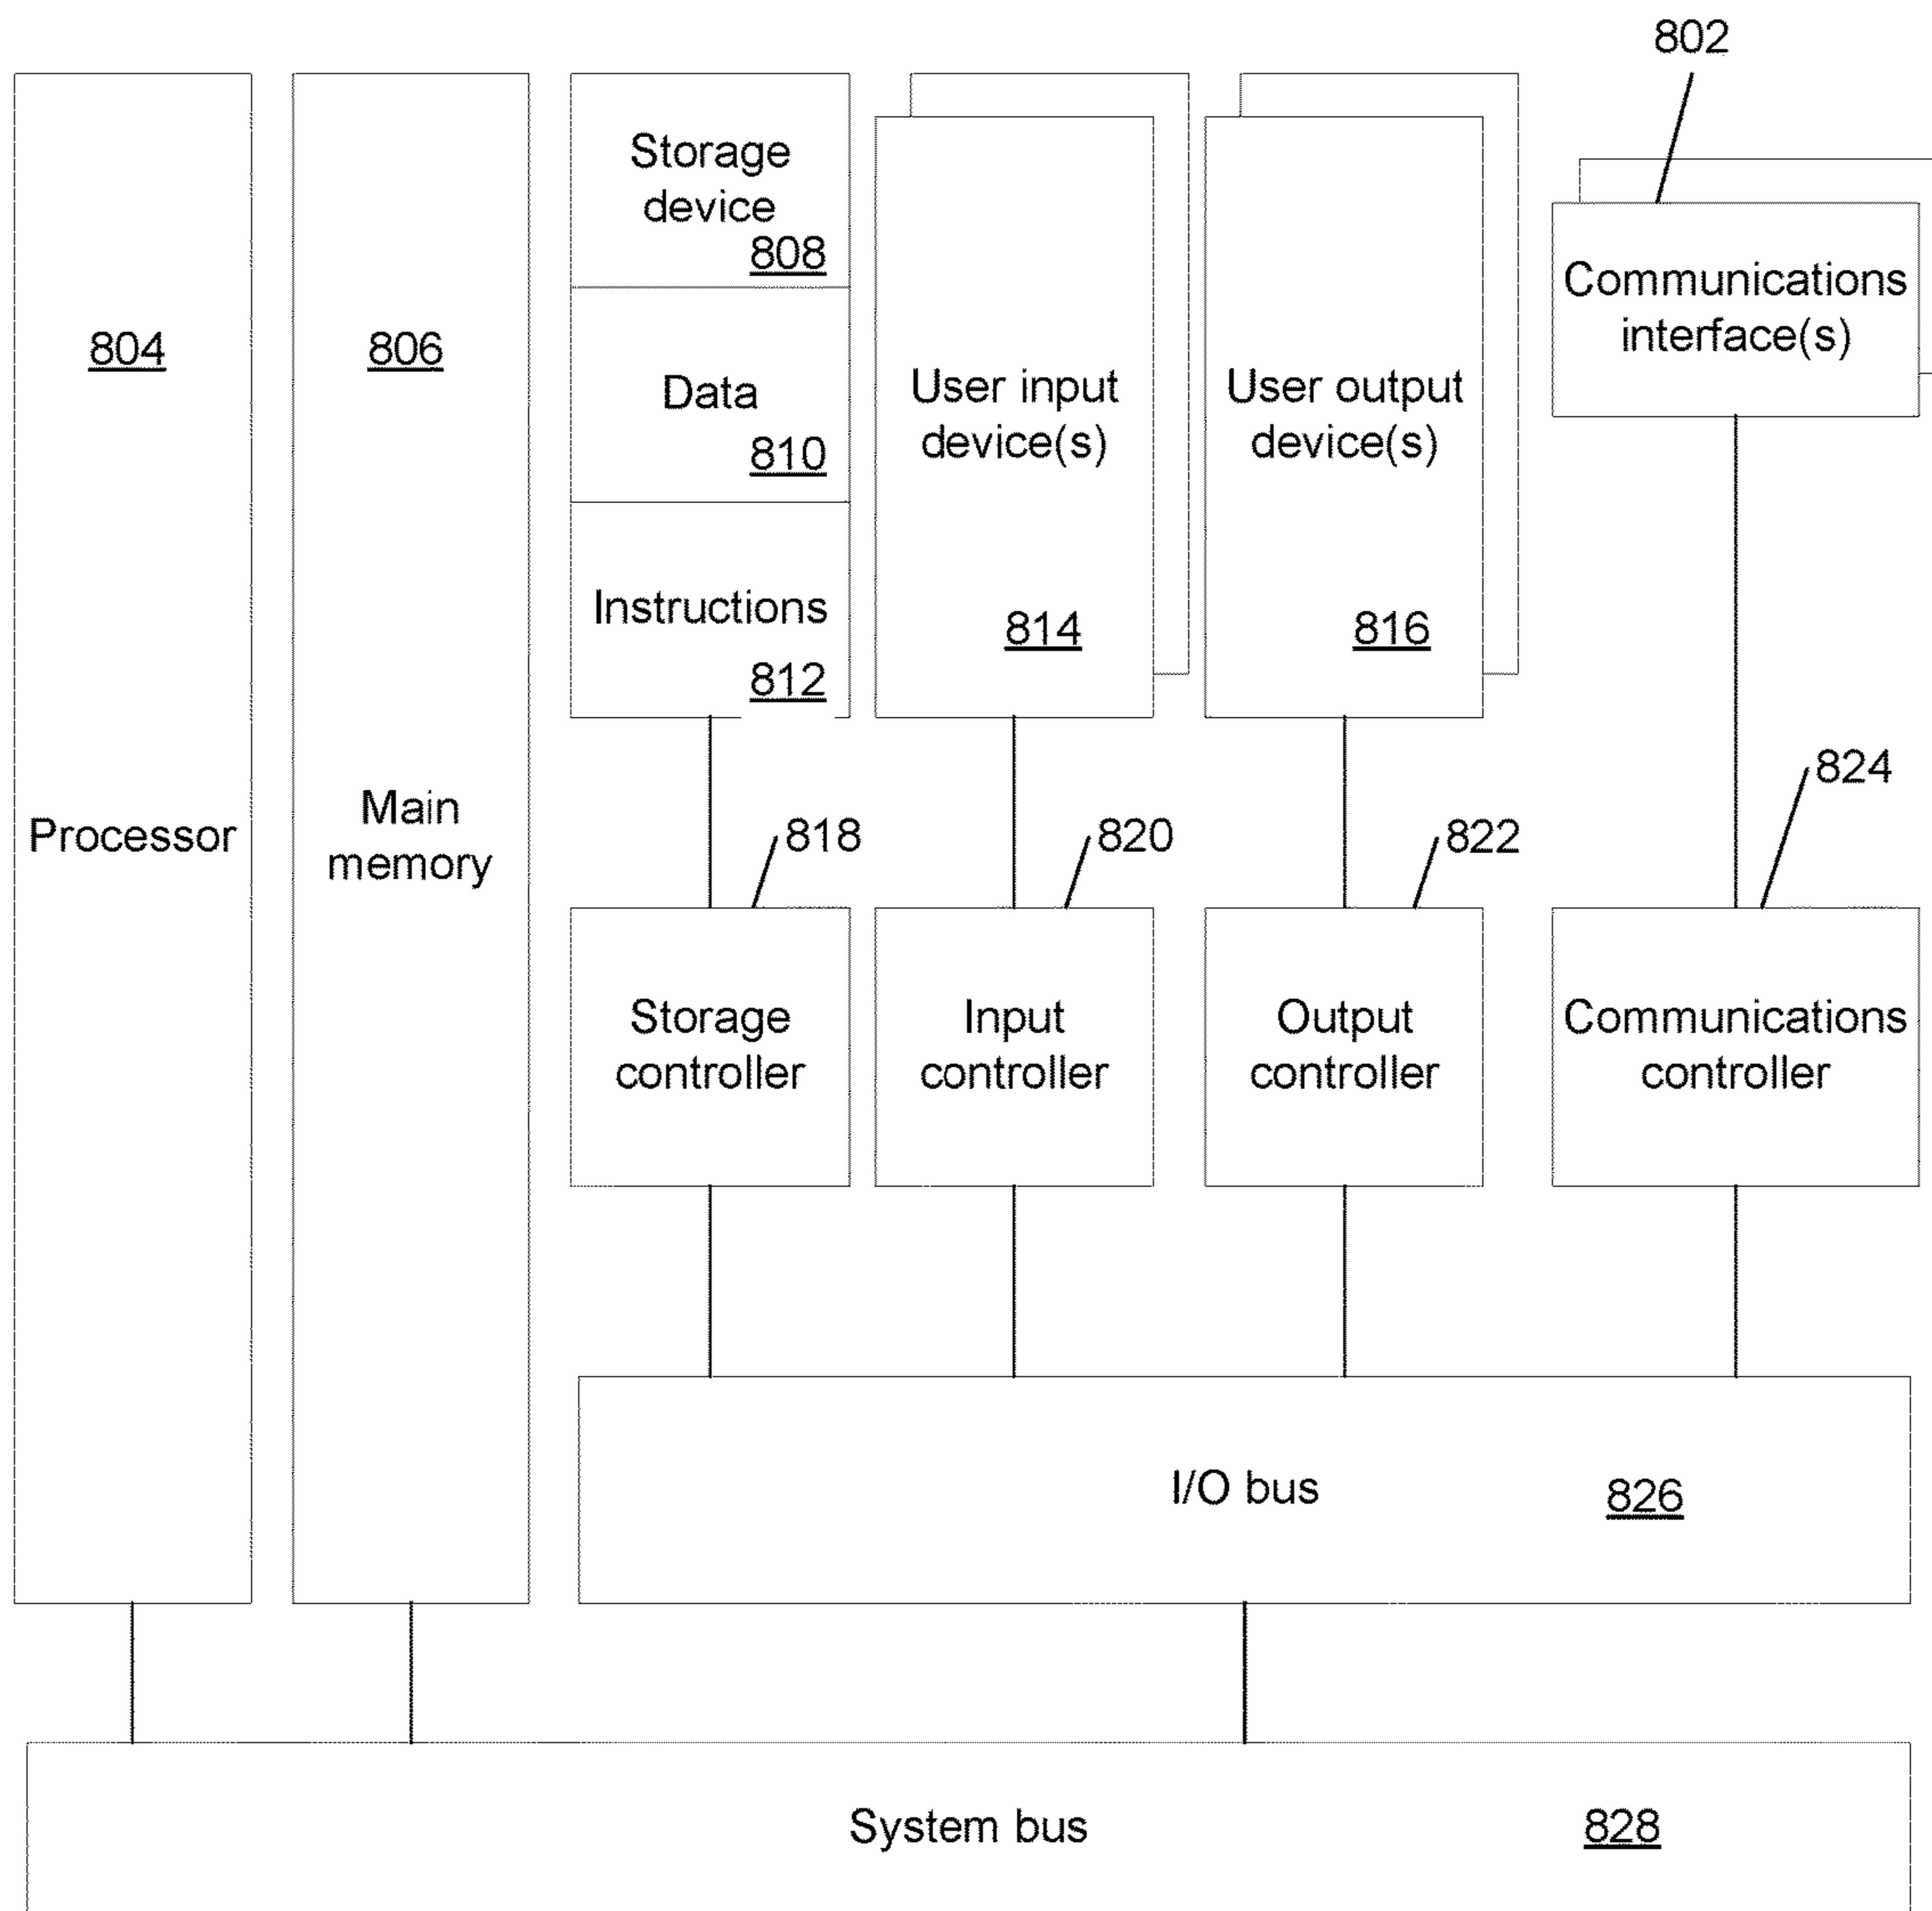 802
Storage
device
808
804
806
Data
810
User input
device(s)
User output
device(s)
Communications
interface(s)
Instructions
812
814
816
Processor
Main
memory
818
820
822
824
Storage
controller
Input
controller
Output
controller
Communications
controller
I/O bus
826
System bus
828